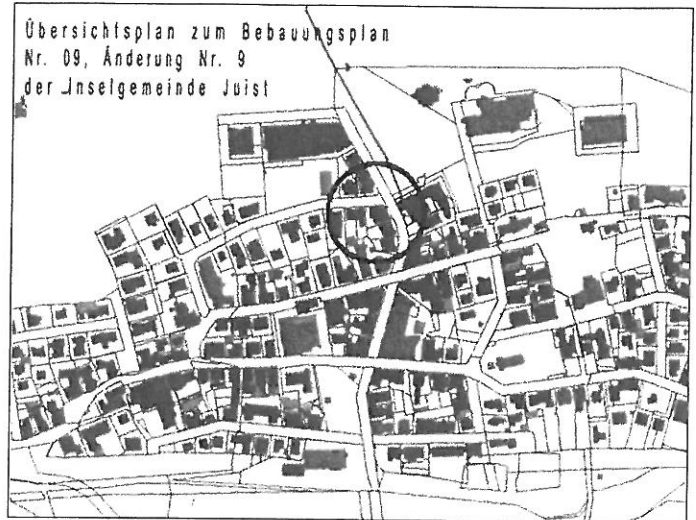 Übersichtsplan zum Bebauungsplan
Nr. 09, Änderung Nr. 9
der Inselgemeinde Juist